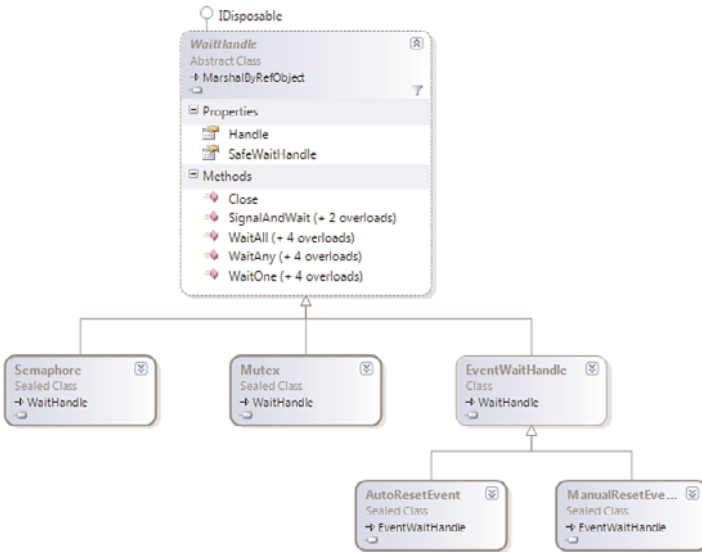 IDisposable
WaitHandle
Abstract Class
MarshalByRefObject
Properties
Handle
SafeWaitHandle
Methods
Close
SignalAndWait (+ 2 overloads)
WaitAll (+ 4 overloads)
WaitAny (+ 4 overloads)
WaitOne (+ 4 overloads)
Semaphore
Sealed Class
WaitHandle
Mutex
Sealed Class
WaitHandle
EventWaitHandle
Class
WaitHandle
AutoResetEvent
Sealed Class
EventWaitHandle
ManualResetEve...
Sealed Class
EventWaitHandle